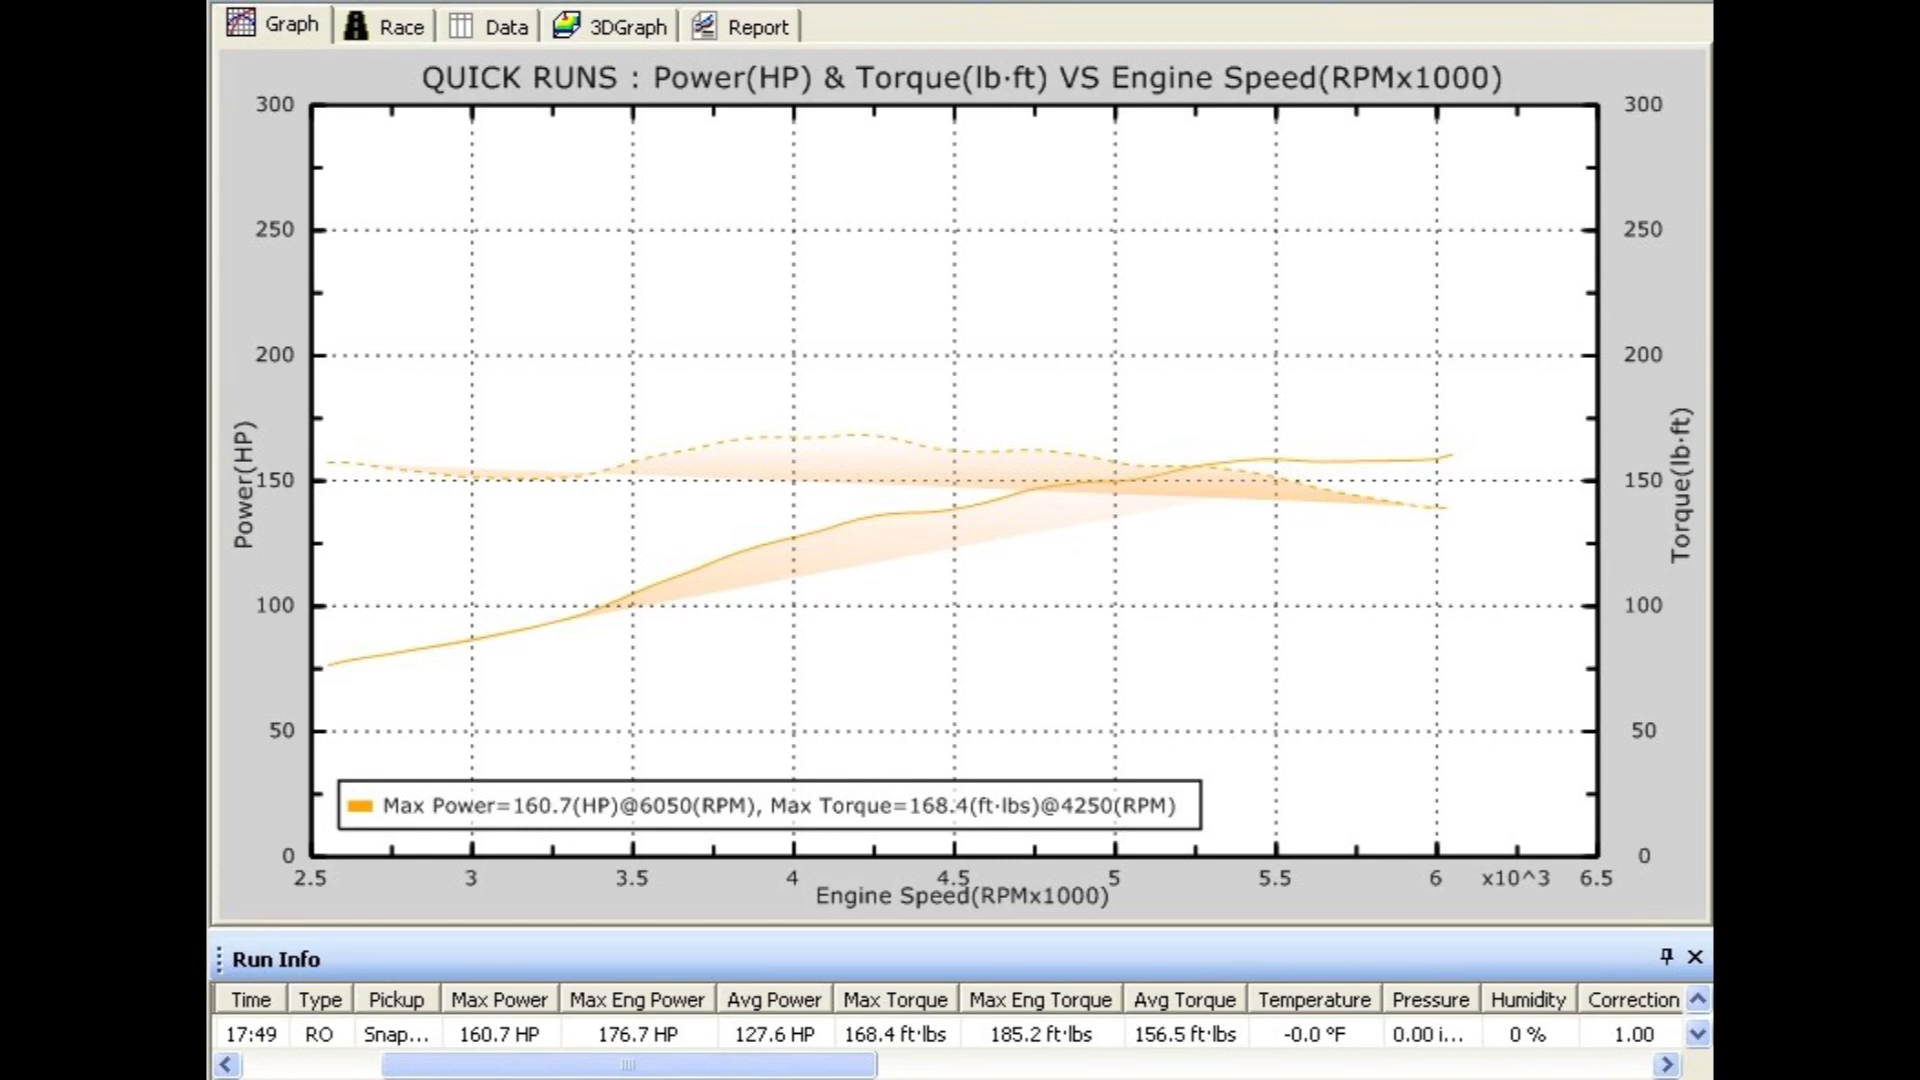 Graph Race Data 3DGraph Report
QUICK RUNS : Power(HP) & Torque(lb·ft) VS Engine Speed(RPMx1000)
300 300
250 250
200 200
Power(HP) Torque(lb·ft)
150 150
100 100
50 50
Max Power=160.7(HP)@6050(RPM), Max Torque=168.4(ft·lbs)@4250(RPM)
0 0
2.5 3 3.5 4 4.5 5 5.5 6 x10^3 6.5
Engine Speed(RPMx1000)
Run Info
Time Type Pickup Max Power Max Eng Power Avg Power Max Torque Max Eng Torque Avg Torque Temperature Pressure Humidity Correction
17:49 RO Snap... 160.7 HP 176.7 HP 127.6 HP 168.4 ft·lbs 185.2 ft·lbs 156.5 ft·lbs -0.0 °F 0.00 i... 0 % 1.00